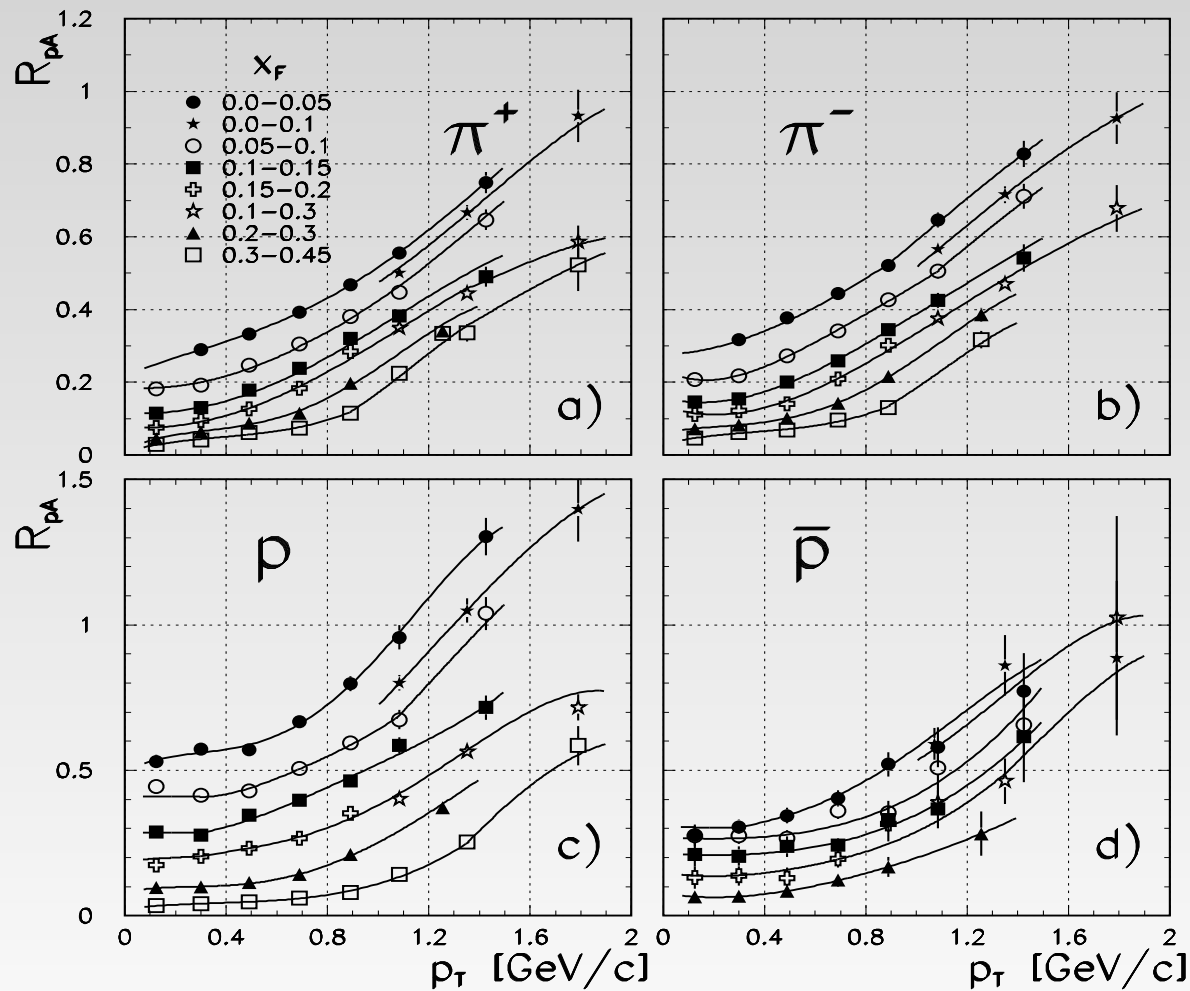 1.2
1
0.8
0.6
0.4
0.2
0
R_pA
x_F
0.0−0.05
0.0−0.1
0.05−0.1
0.1−0.15
0.15−0.2
0.1−0.3
0.2−0.3
0.3−0.45
π⁺
a)
π⁻
b)
1.5
1
0.5
0
R_pA
p
c)
p̅
d)
0 0.4 0.8 1.2 1.6 2
0 0.4 0.8 1.2 1.6 2
p_T [GeV/c]
p_T [GeV/c]